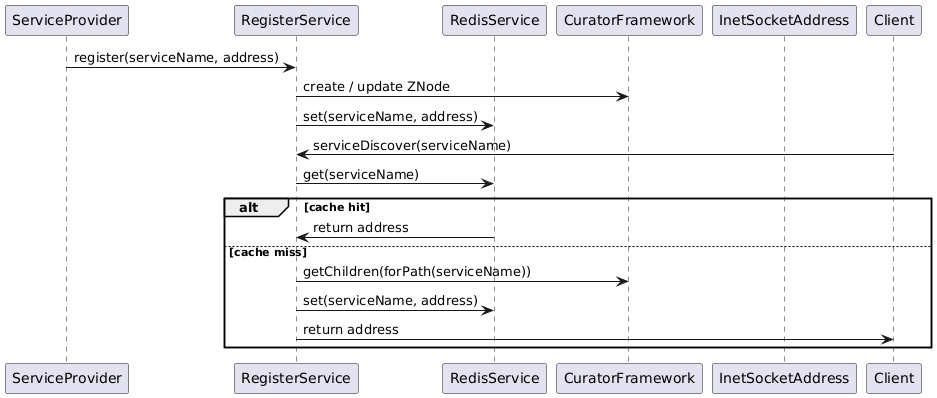 ServiceProvider RegisterService RedisService CuratorFramework InetSocketAddress Client
register(serviceName, address)
create / update ZNode
set(serviceName, address)
serviceDiscover(serviceName)
get(serviceName)
alt [cache hit]
return address
[cache miss]
getChildren(forPath(serviceName))
set(serviceName, address)
return address
ServiceProvider RegisterService RedisService CuratorFramework InetSocketAddress Client